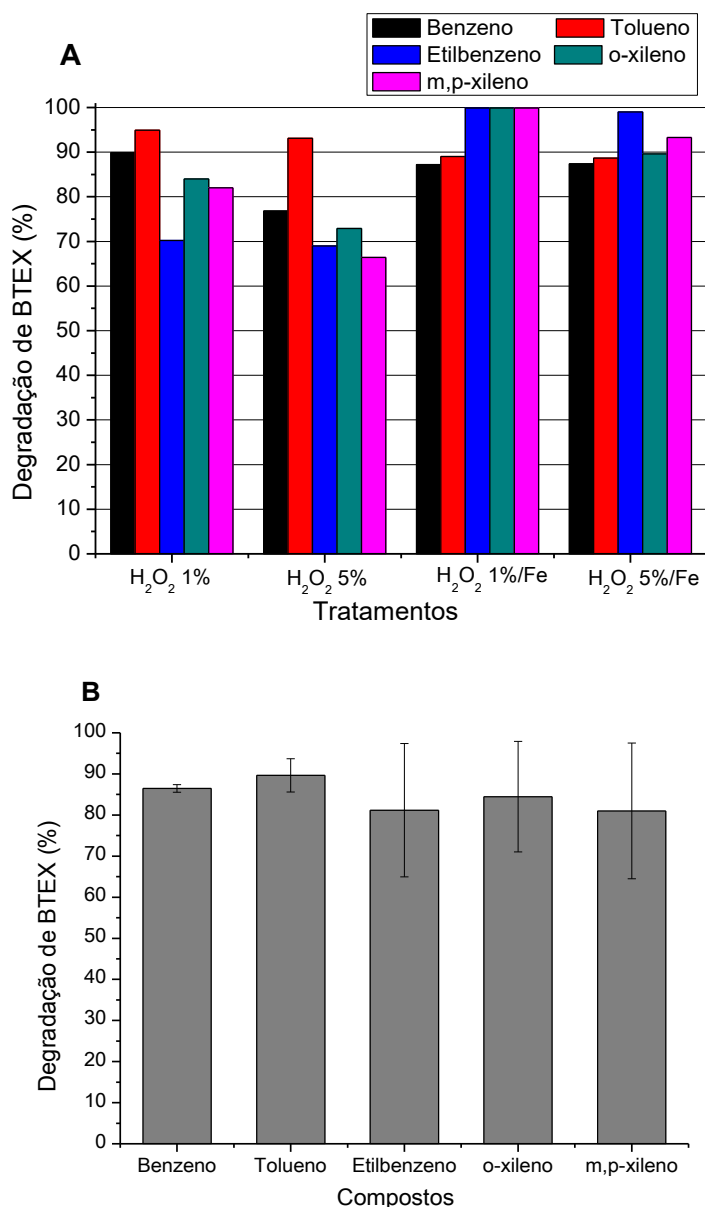 Benzeno Tolueno
Etilbenzeno o-xileno
m,p-xileno
A
100
90
80
70
60
50
40
30
20
10
0
Degradação de BTEX (%)
H₂O₂ 1% H₂O₂ 5% H₂O₂ 1%/Fe H₂O₂ 5%/Fe
Tratamentos
B
100
90
80
70
60
50
40
30
20
10
0
Degradação de BTEX (%)
Benzeno Tolueno Etilbenzeno o-xileno m,p-xileno
Compostos